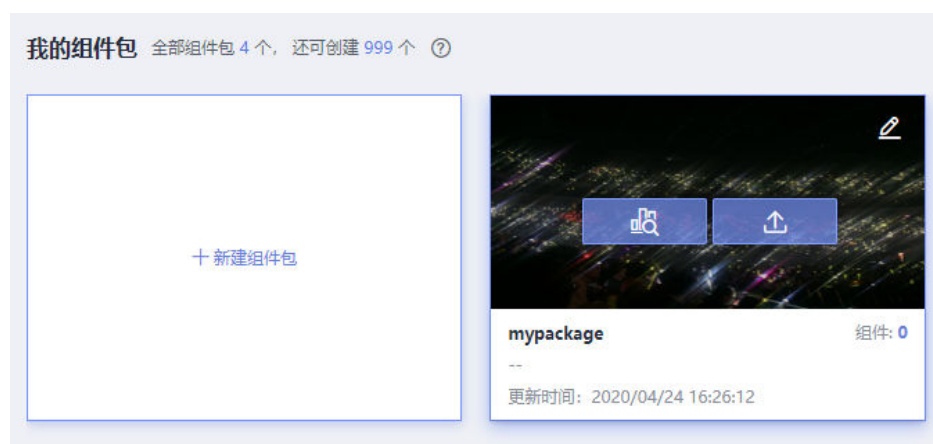 我的组件包 全部组件包 4 个, 还可创建 999 个 ?
+ 新建组件包
mypackage 组件: 0
--
更新时间: 2020/04/24 16:26:12